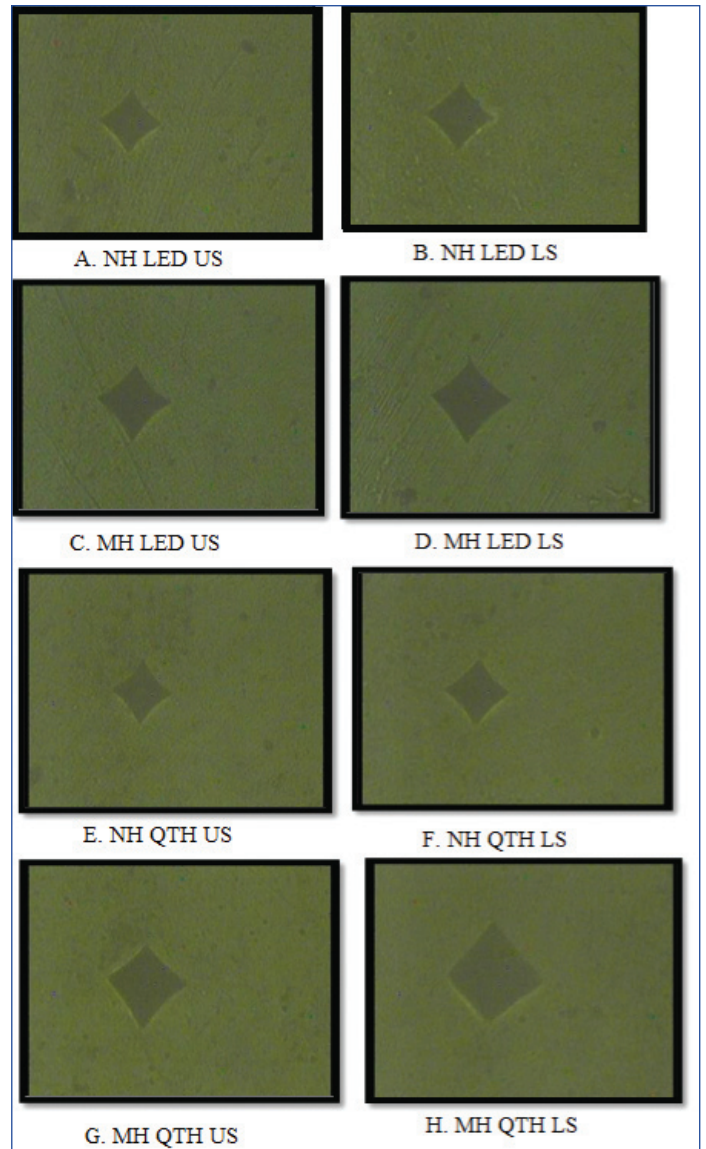 A. NH LED US
B. NH LED LS
C. MH LED US
D. MH LED LS
E. NH QTH US
F. NH QTH LS
G. MH QTH US
H. MH QTH LS